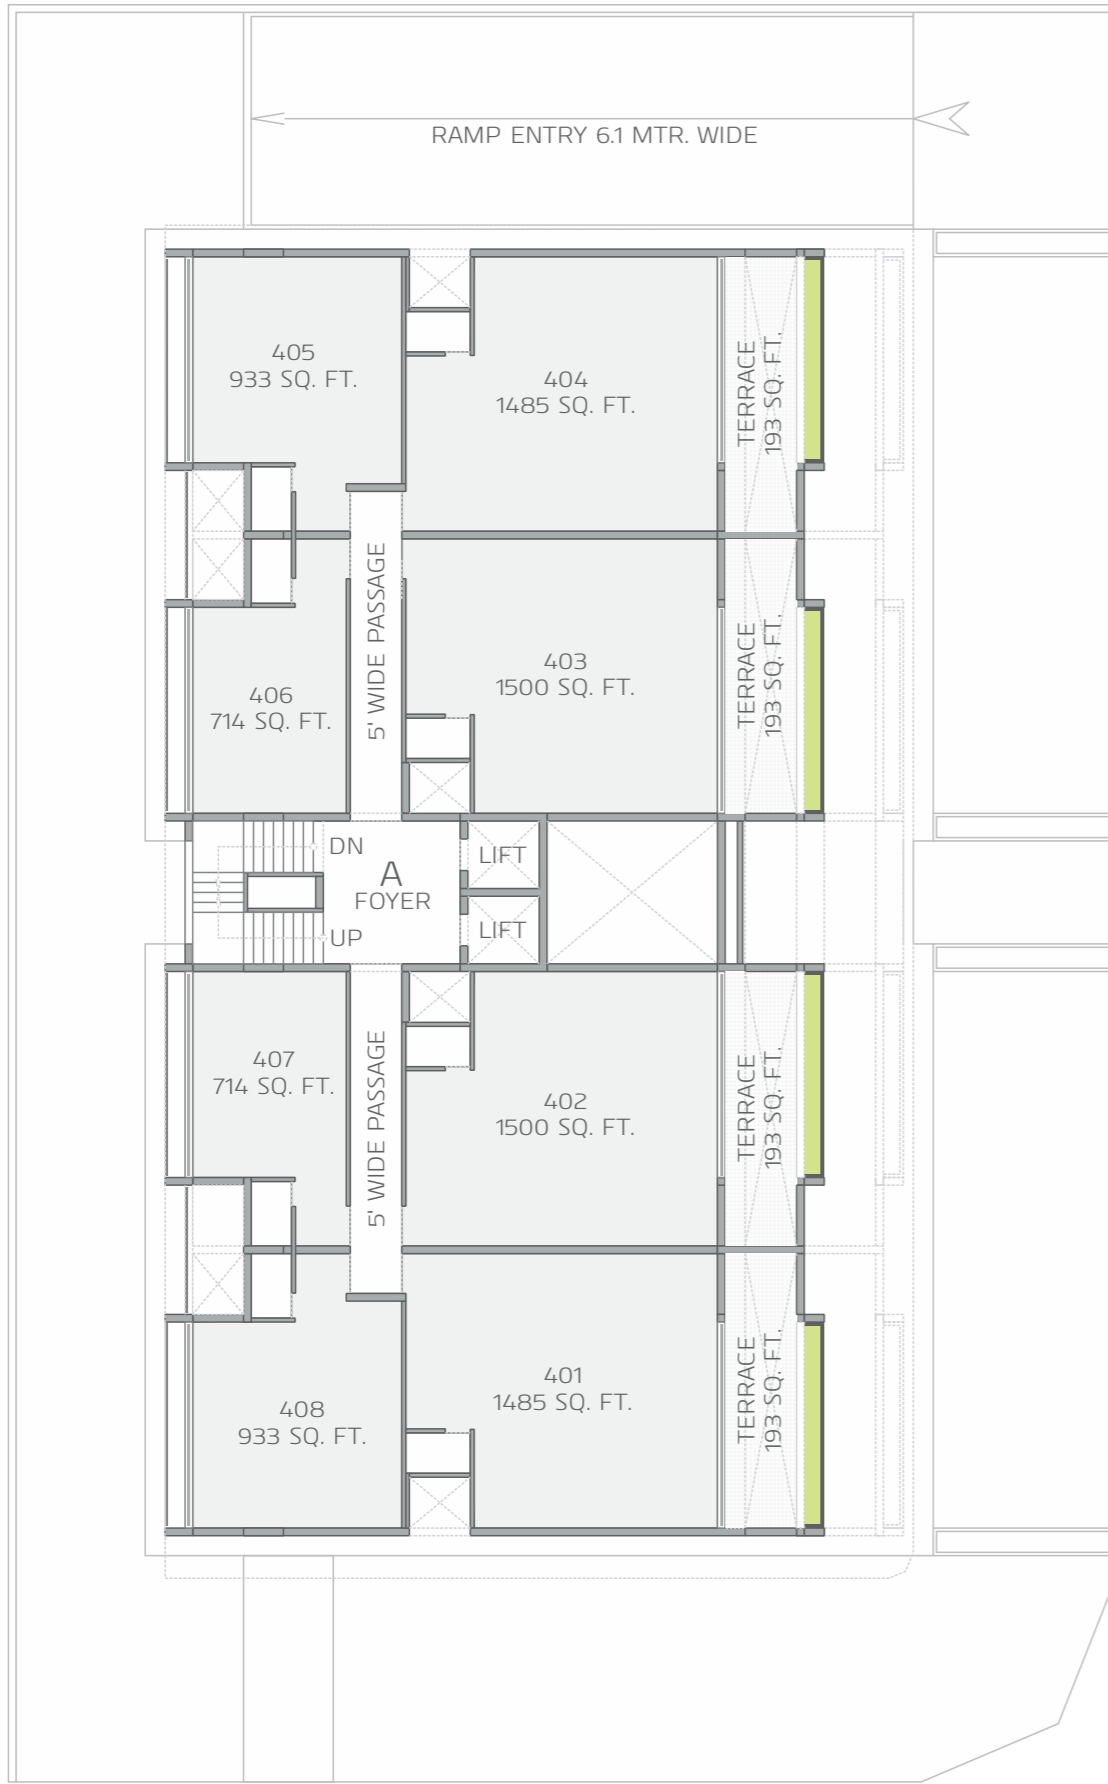 RAMP ENTRY 6.1 MTR. WIDE
405
933 SQ. FT.
404
1485 SQ. FT.
TERRACE
193 SQ. FT.
5' WIDE PASSAGE
403
1500 SQ. FT.
TERRACE
193 SQ. FT.
406
714 SQ. FT.
DN
A
FOYER
UP
LIFT
LIFT
407
714 SQ. FT.
5' WIDE PASSAGE
402
1500 SQ. FT.
TERRACE
193 SQ. FT.
408
933 SQ. FT.
401
1485 SQ. FT.
TERRACE
193 SQ. FT.